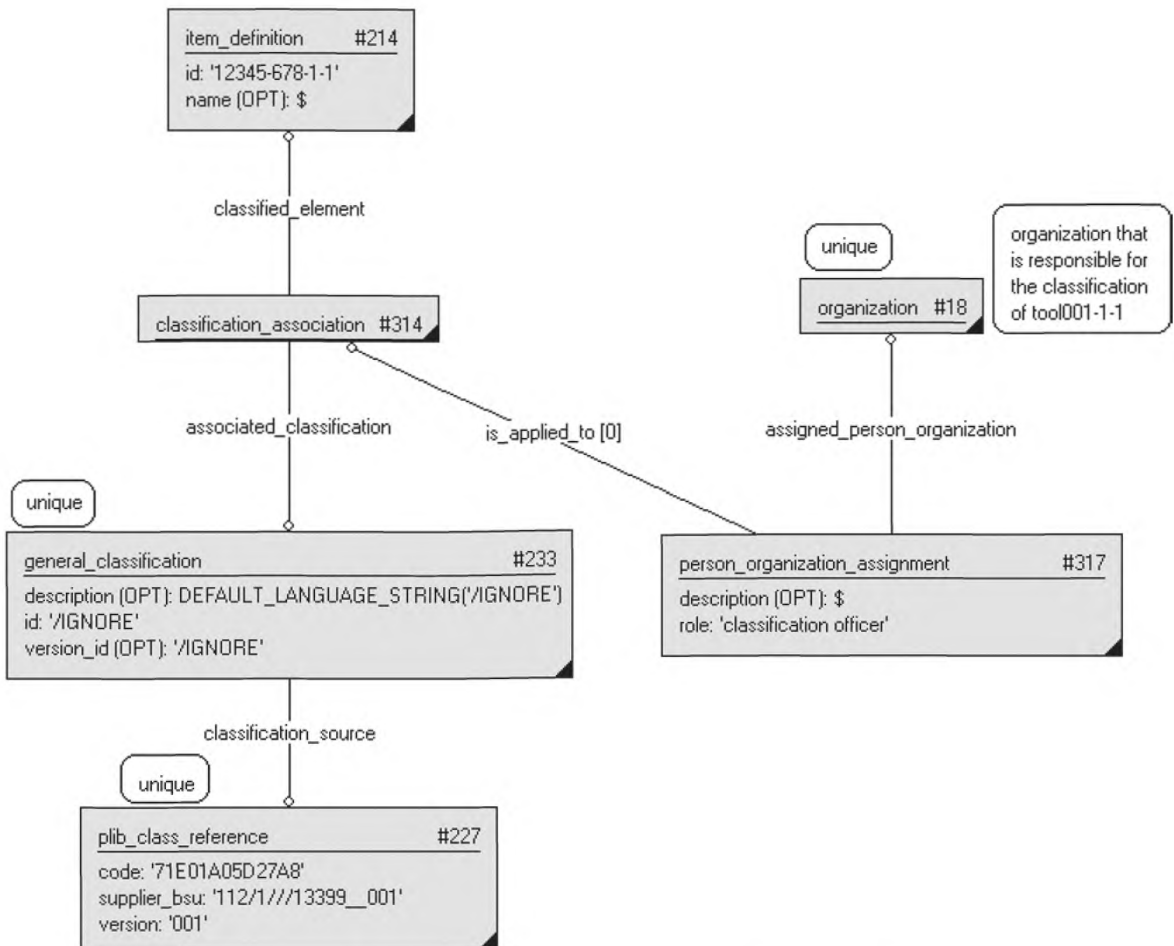 item_definition #214
id: '12345-678-1-1'
name (OPT): $
classified_element
unique
organization that
is responsible for
the classification
of tool001-1-1
organization #18
classification_association #314
associated_classification
is_applied_to [0]
assigned_person_organization
unique
general_classification #233
description (OPT): DEFAULT_LANGUAGE_STRING('/IGNORE')
id: '/IGNORE'
version_id (OPT): '/IGNORE'
person_organization_assignment #317
description (OPT): $
role: 'classification officer'
classification_source
unique
plib_class_reference #227
code: '71E01A05D27A8'
supplier_bsu: '112/1///13399__001'
version: '001'